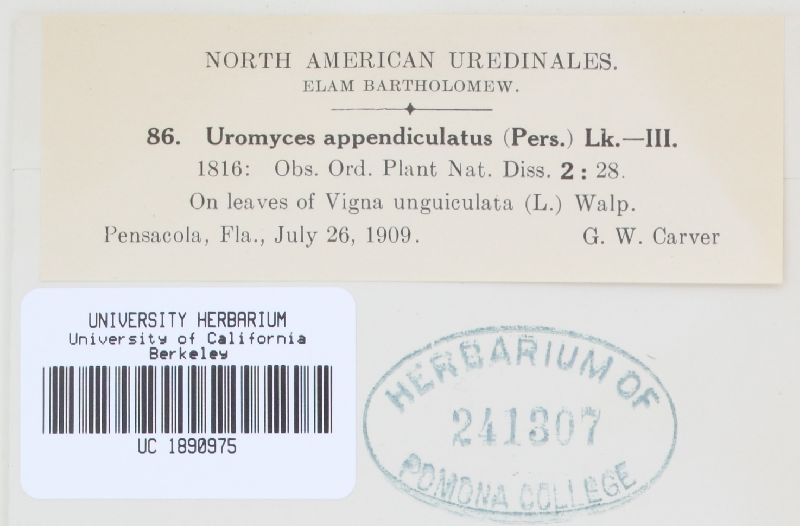 NORTH AMERICAN UREDINALES.
ELAM BARTHOLOMEW.
86. Uromyces appendiculatus (Pers.) Lk.—III.
1816: Obs. Ord. Plant Nat. Diss. 2: 28.
On leaves of Vigna unguiculata (L.) Walp.
Pensacola, Fla., July 26, 1909. G. W. Carver
UNIVERSITY HERBARIUM
University of California
Berkeley
UC 1890975
HERBARIUM OF
241307
POMONA COLLEGE